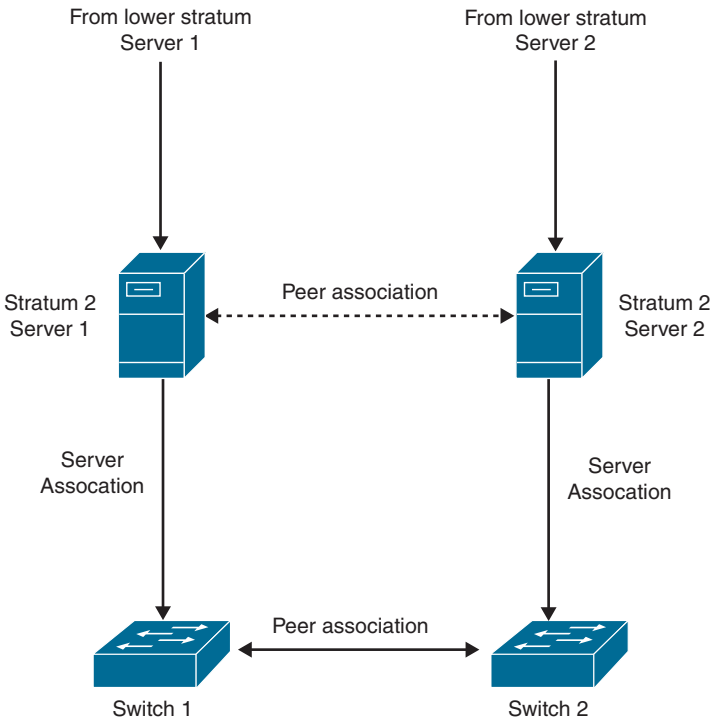 From lower stratum
Server 1
From lower stratum
Server 2
Peer association
Stratum 2
Server 1
Stratum 2
Server 2
Server
Assocation
Server
Assocation
Peer association
Switch 1
Switch 2